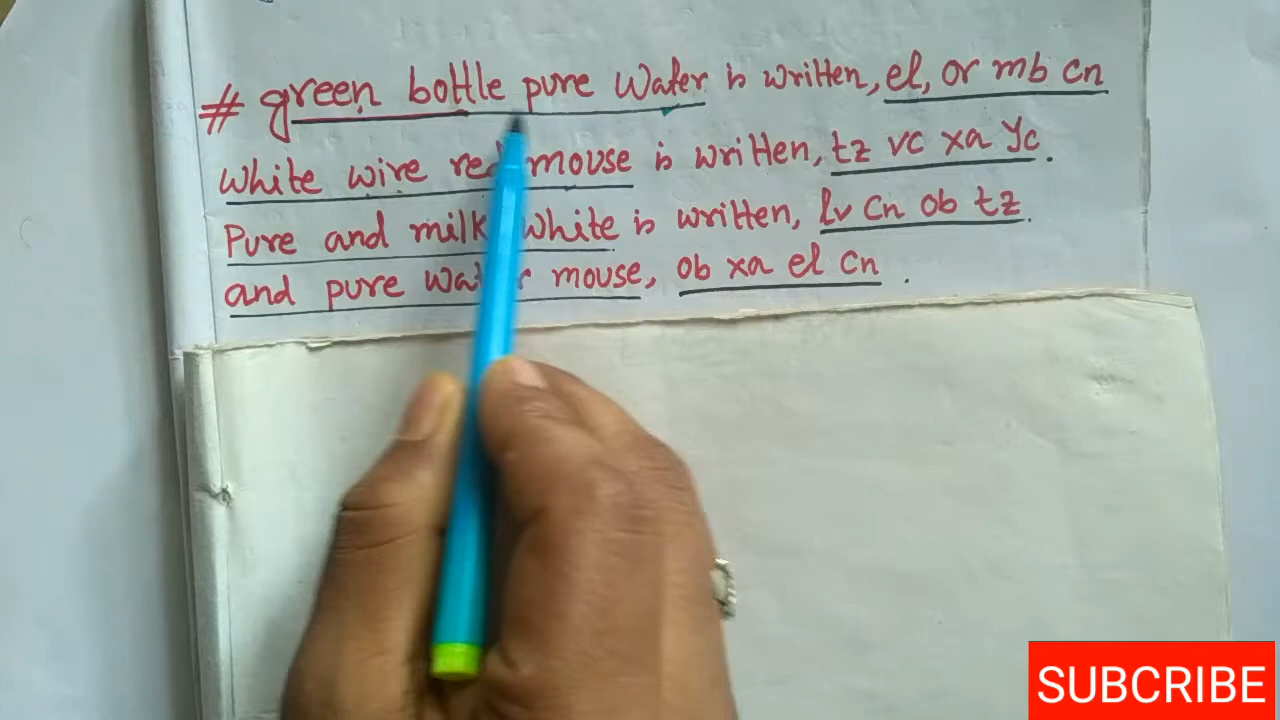 # green bottle pure water is written, el, or mb cn
white wire mouse is written, tz vc xa yc.
Pure and milk white is written, lv cn ob tz.
and pure mouse, ob xa el cn.
SUBCRIBE